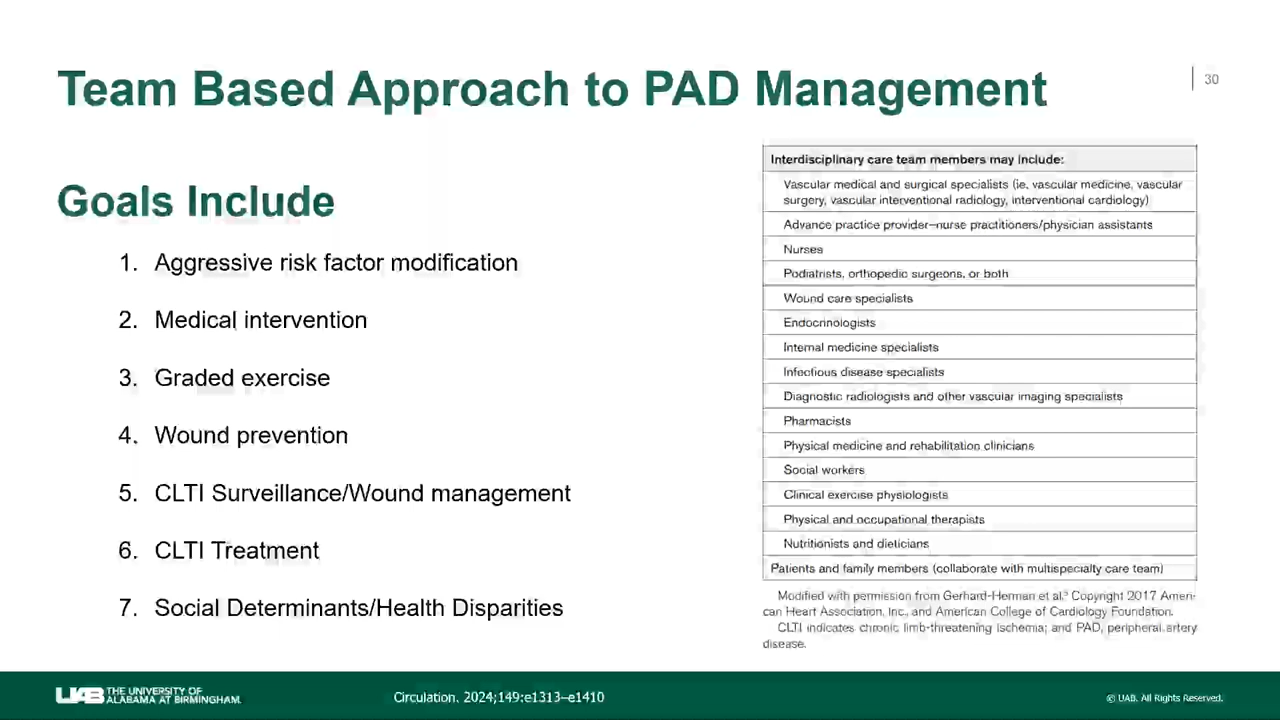 Team Based Approach to PAD Management
30
Goals Include
1. Aggressive risk factor modification
2. Medical intervention
3. Graded exercise
4. Wound prevention
5. CLTI Surveillance/Wound management
6. CLTI Treatment
7. Social Determinants/Health Disparities
Interdisciplinary care team members may include:
Vascular medical and surgical specialists (ie, vascular medicine, vascular
surgery, vascular interventional radiology, interventional cardiology)
Advance practice provider–nurse practitioners/physician assistants
Nurses
Podiatrists, orthopedic surgeons, or both
Wound care specialists
Endocrinologists
Internal medicine specialists
Infectious disease specialists
Diagnostic radiologists and other vascular imaging specialists
Pharmacists
Physical medicine and rehabilitation clinicians
Social workers
Clinical exercise physiologists
Physical and occupational therapists
Nutritionists and dieticians
Patients and family members (collaborate with multispecialty care team)
Modified with permission from Gerhard-Herman et al. Copyright 2017 Ameri-
can Heart Association, Inc., and American College of Cardiology Foundation.
CLTI indicates chronic limb-threatening ischemia; and PAD, peripheral artery
disease.
UAB THE UNIVERSITY OF
ALABAMA AT BIRMINGHAM.
Circulation. 2024;149:e1313–e1410
© UAB. All Rights Reserved.